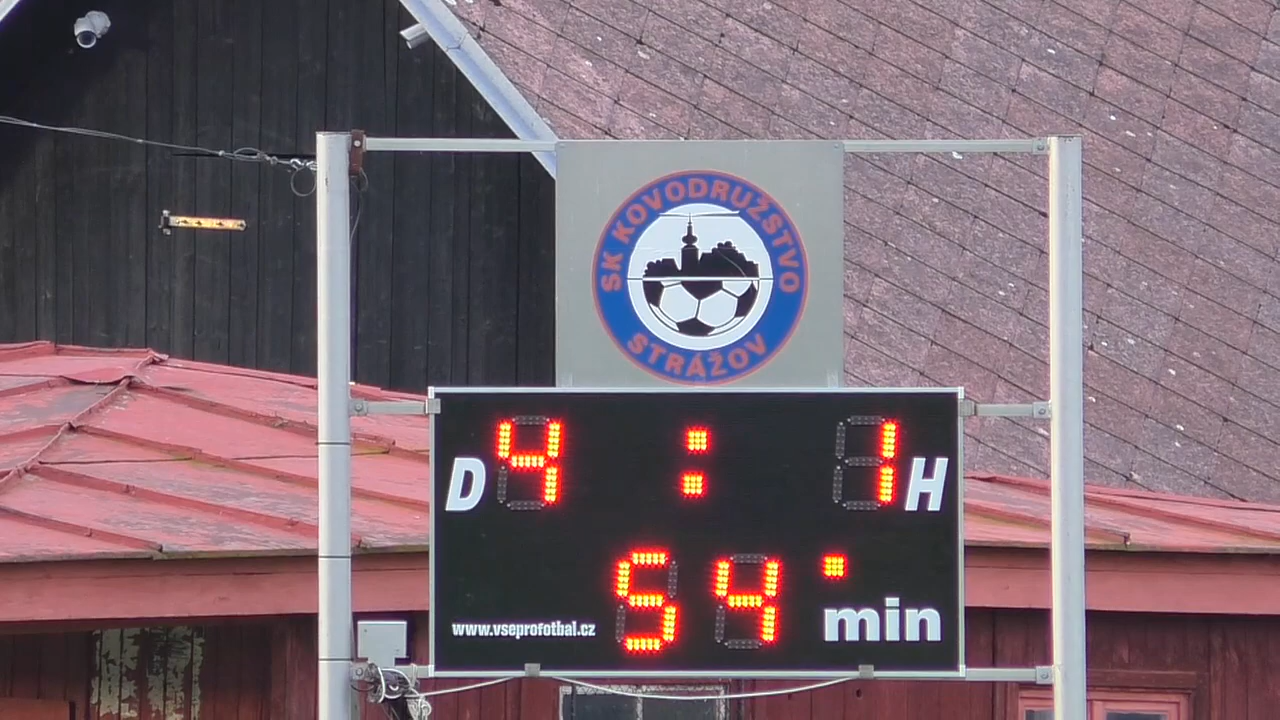 SK KOVODRUŽSTVO
STRÁŽOV
D 4 : 1 H
54 min
www.vseprofotbal.cz